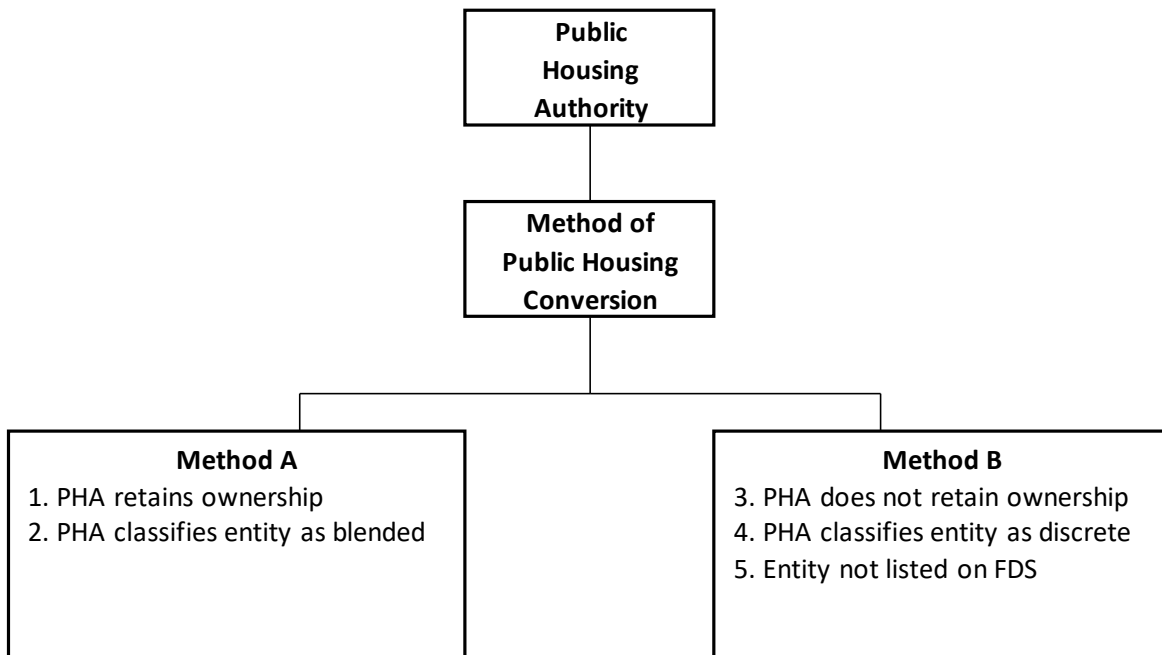 Public
Housing
Authority
Method of
Public Housing
Conversion
Method A
1. PHA retains ownership
2. PHA classifies entity as blended
Method B
3. PHA does not retain ownership
4. PHA classifies entity as discrete
5. Entity not listed on FDS